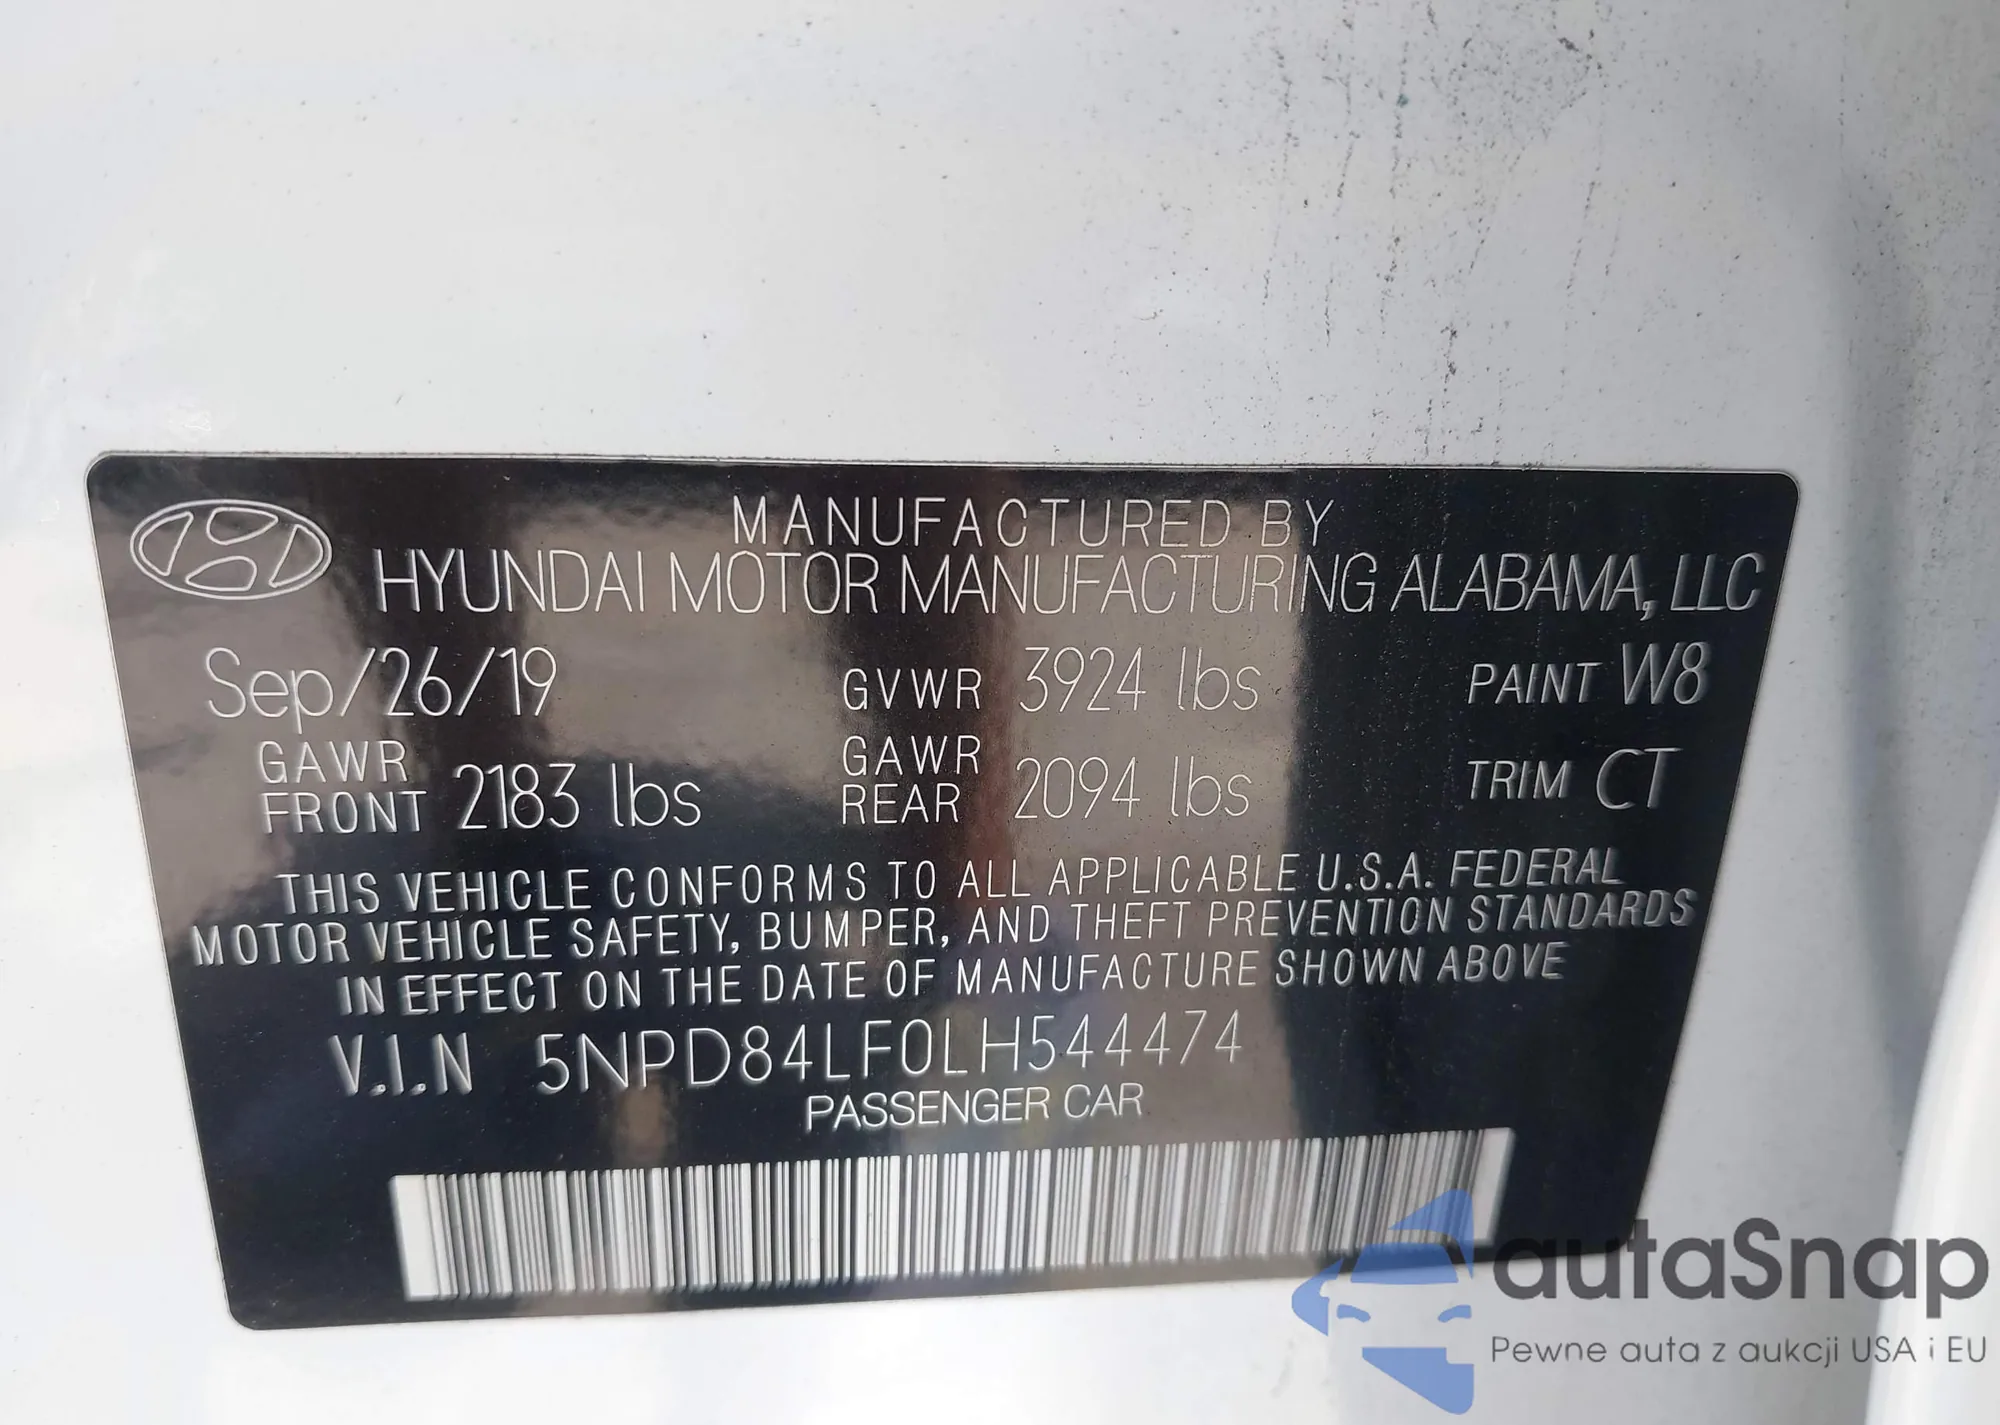 MANUFACTURED BY
HYUNDAI MOTOR MANUFACTURING ALABAMA, LLC
Sep/26/19 GVWR 3924 lbs PAINT W8
GAWR FRONT 2183 lbs GAWR REAR 2094 lbs TRIM CT
THIS VEHICLE CONFORMS TO ALL APPLICABLE U.S.A. FEDERAL
MOTOR VEHICLE SAFETY, BUMPER, AND THEFT PREVENTION STANDARDS
IN EFFECT ON THE DATE OF MANUFACTURE SHOWN ABOVE
V.I.N 5NPD84LF0LH544474
PASSENGER CAR
autaSnap
Pewne auta z aukcji USA i EU